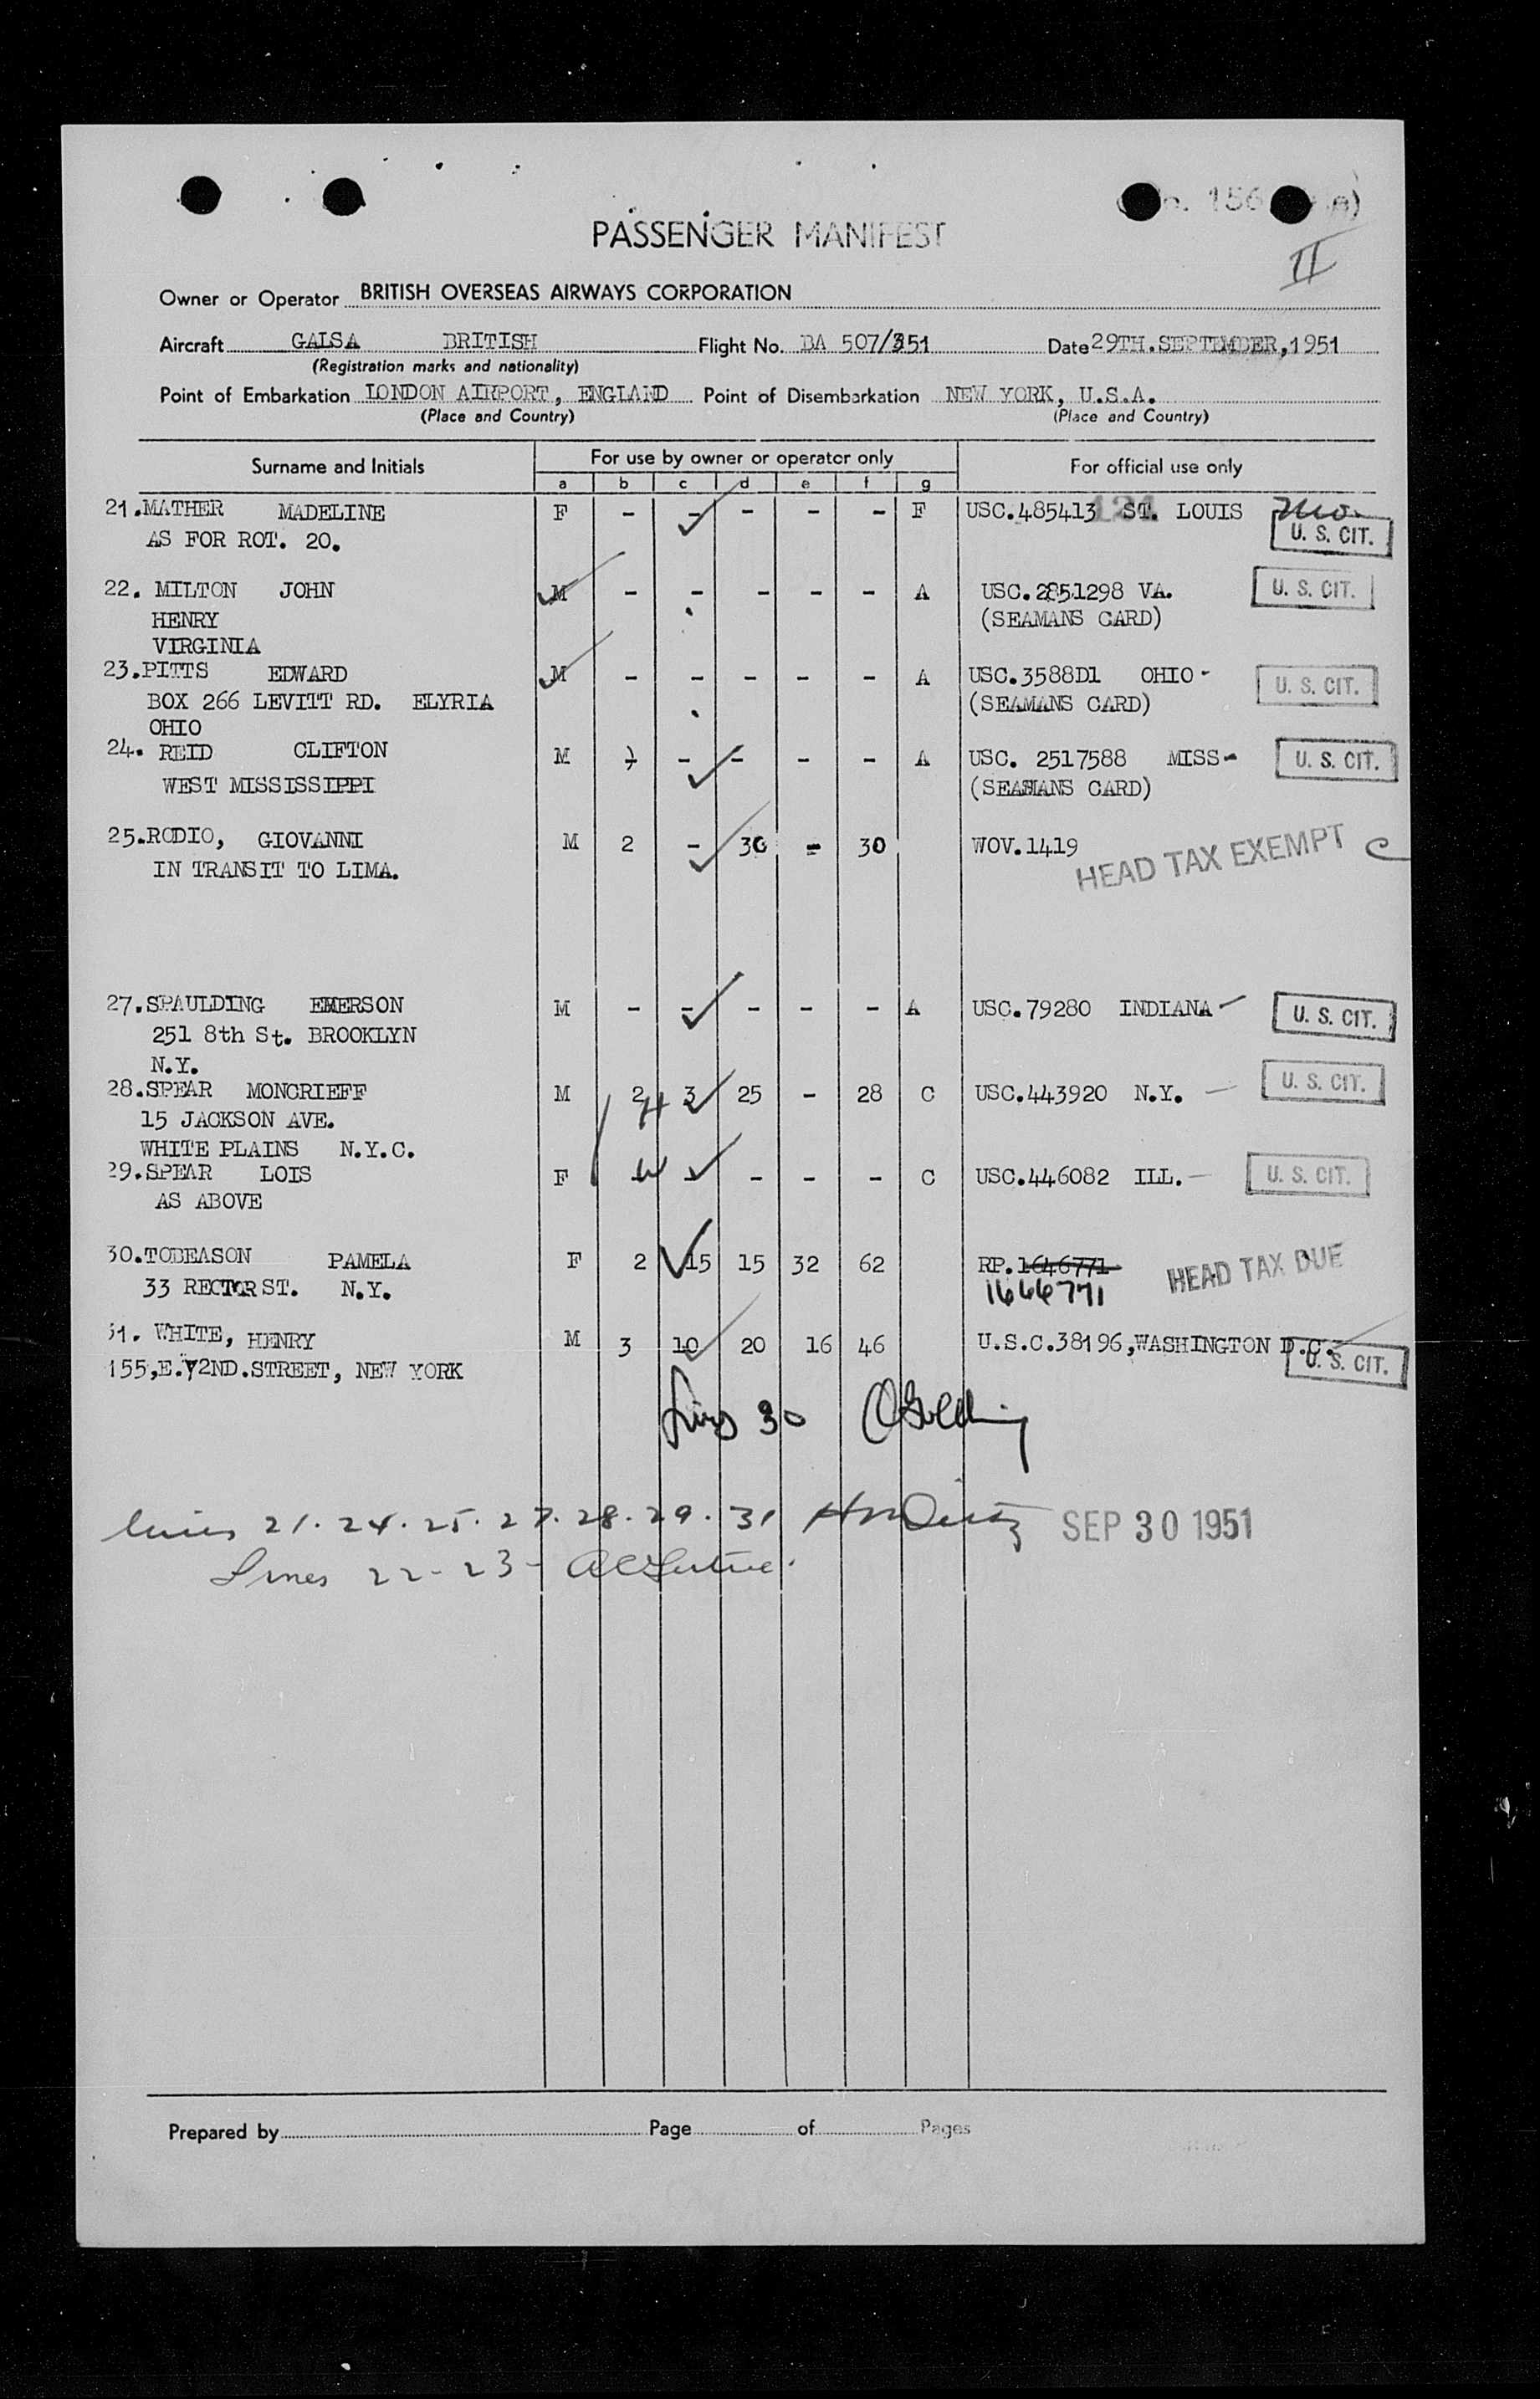 PASSENGER MANIFEST
II
Owner or Operator BRITISH OVERSEAS AIRWAYS CORPORATION
Aircraft GALSA BRITISH Flight No. BA 507/351 Date 29TH.SEPTEMBER,1951
(Registration marks and nationality)
Point of Embarkation LONDON AIRPORT, ENGLAND Point of Disembarkation NEW YORK, U.S.A.
(Place and Country) (Place and Country)
Surname and Initials For use by owner or operator only For official use only
a b c d e f g
21.MATHER MADELINE F - - - - - F USC.485413 ST. LOUIS Mo.
AS FOR ROT. 20. U. S. CIT.
22. MILTON JOHN M - - - - - A USC.2851298 VA. U. S. CIT.
HENRY (SEAMANS CARD)
VIRGINIA
23.PITTS EDWARD M - - - - - A USC.3588D1 OHIO - U. S. CIT.
BOX 266 LEVITT RD. ELYRIA (SEAMANS CARD)
OHIO
24. REID CLIFTON M - - - - A USC. 2517588 MISS- U. S. CIT.
WEST MISSISSIPPI (SEAMANS CARD)
25.RODIO, GIOVANNI M 2 - 30 - 30 WOV.1419 HEAD TAX EXEMPT C
IN TRANSIT TO LIMA.
27.SPAULDING EMERSON M - - - - - A USC.79280 INDIANA U. S. CIT.
251 8th St. BROOKLYN
N.Y.
28.SPEAR MONCRIEFF M 2 H 3 25 - 28 C USC.443920 N.Y. U. S. CIT.
15 JACKSON AVE.
WHITE PLAINS N.Y.C.
29.SPEAR LOIS F W - - - - C USC.446082 ILL. U. S. CIT.
AS ABOVE
30.TOBEASON PAMELA F 2 15 15 32 62 RP.1646771 HEAD TAX DUE
33 RECTOR ST. N.Y. 1666771
31. WHITE, HENRY M 3 10 20 16 46 U.S.C.38196,WASHINGTON D.C. U. S. CIT.
155,E.72ND.STREET, NEW YORK
30
lines 21. 24. 25. 27. 28. 29. 31 SEP 30 1951
Lines 22-23-
Prepared by Page of Pages